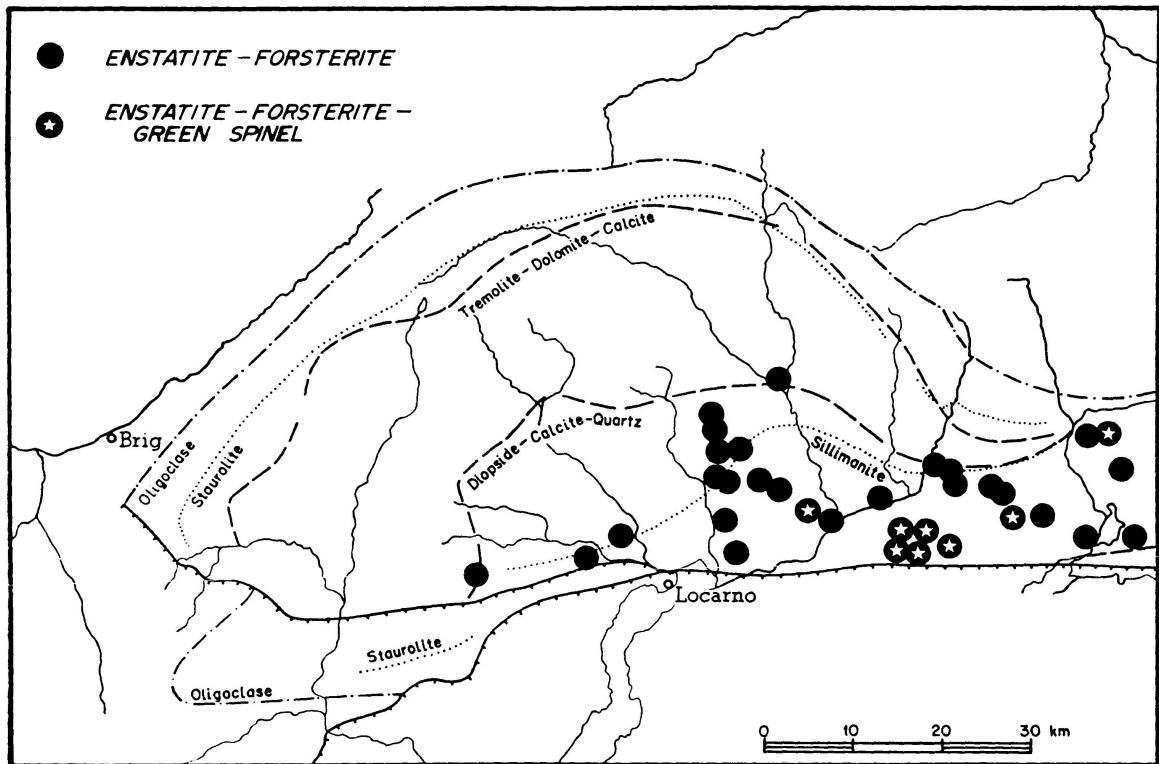 ENSTATITE - FORSTERITE
ENSTATITE - FORSTERITE -
GREEN SPINEL
Tremolite-Dolomite-Calcite
Diopside-Calcite-Quartz
Sillimanite
Brig
Oligoclase
Staurolite
Locarno
Staurolite
Oligoclase
0 10 20 30 km